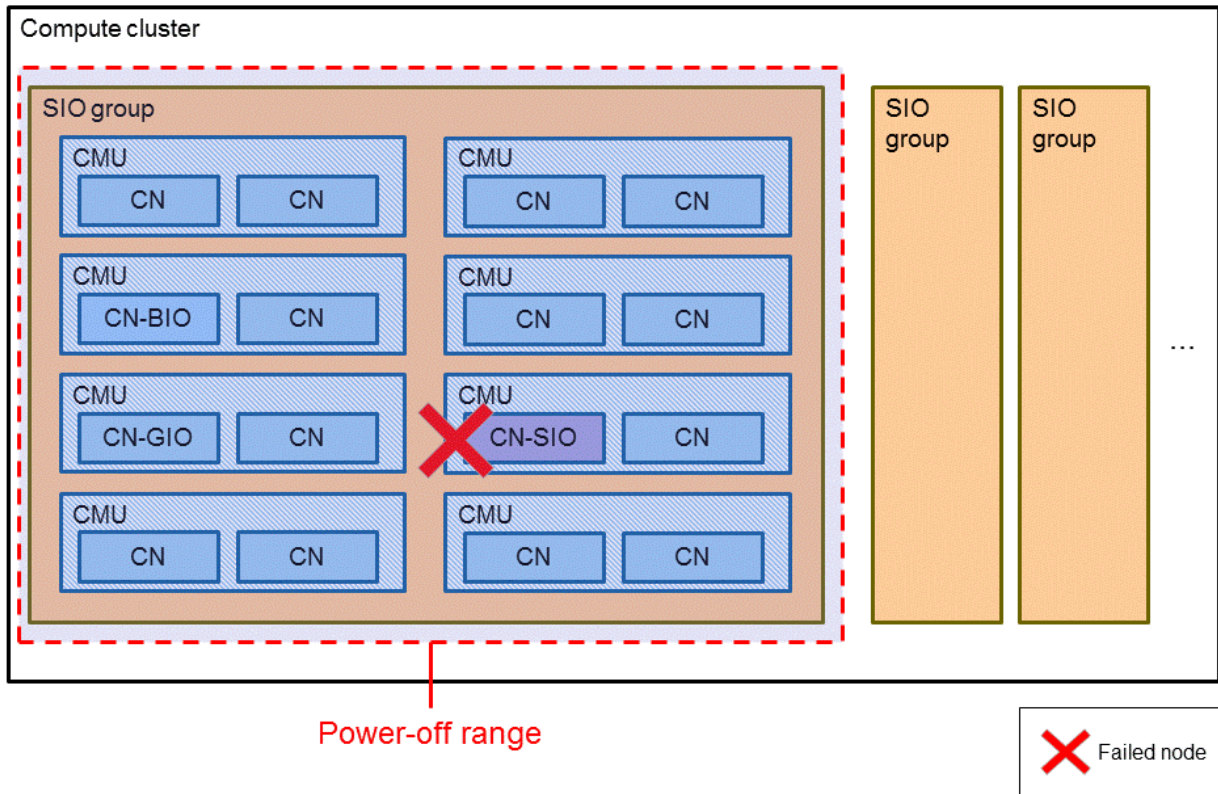 Compute cluster
SIO group
CMU
CN CN
CMU
CN CN
CMU
CN-BIO CN
CMU
CN CN
CMU
CN-GIO CN
CMU
CN-SIO CN
CMU
CN CN
CMU
CN CN
SIO
group
SIO
group
...
Power-off range
Failed node